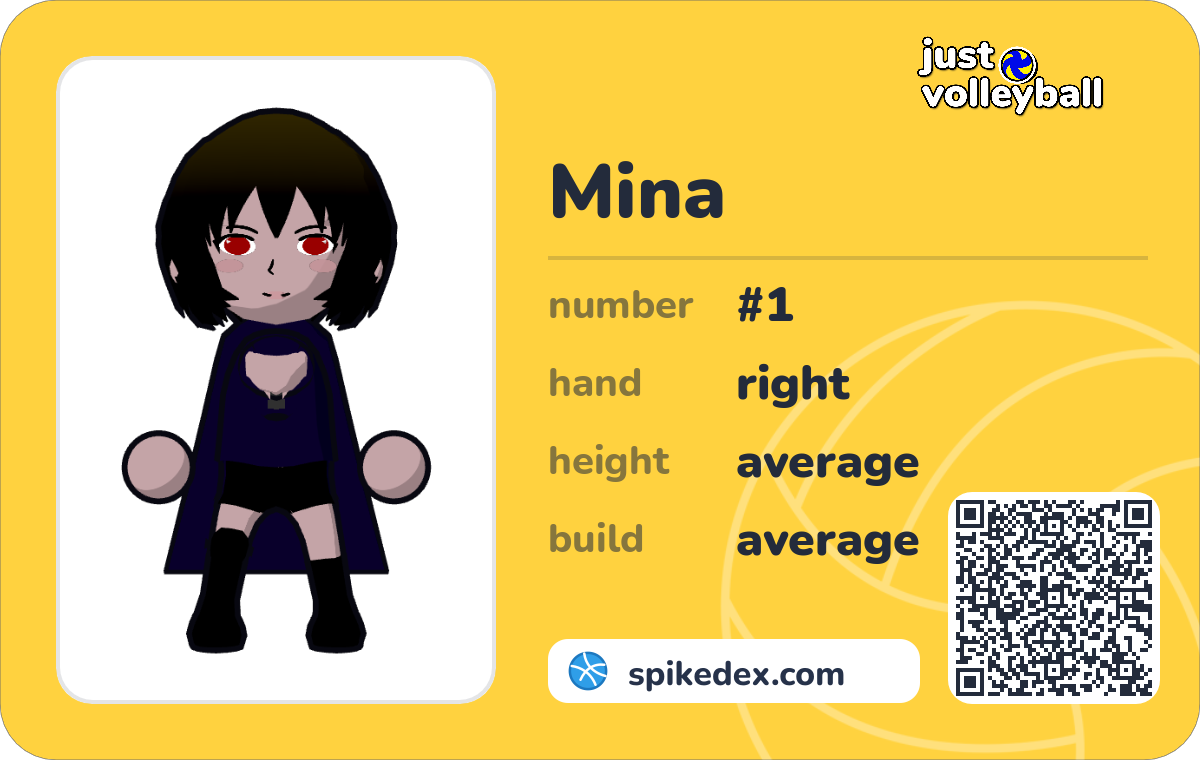 just
volleyball
Mina
number #1
hand right
height average
build average
spikedex.com